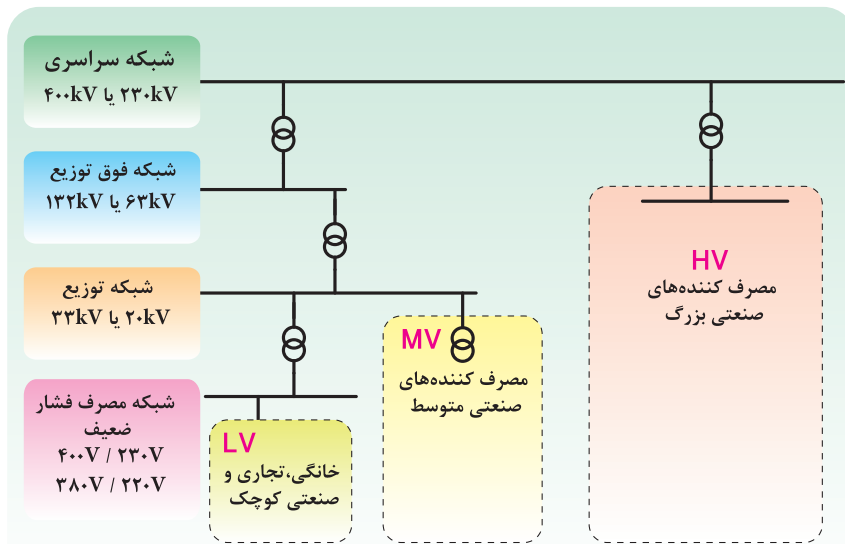 شبکه سراسری
۲۳۰kV یا ۴۰۰kV
شبکه فوق توزیع
۶۳kV یا ۱۳۲kV
شبکه توزیع
۲۰kV یا ۳۳kV
شبکه مصرف فشار
ضعیف
۴۰۰V / ۲۳۰V
۳۸۰V / ۲۲۰V
HV
مصرف کننده‌های
صنعتی بزرگ
MV
مصرف کننده‌های
صنعتی متوسط
LV
خانگی،تجاری و
صنعتی کوچک